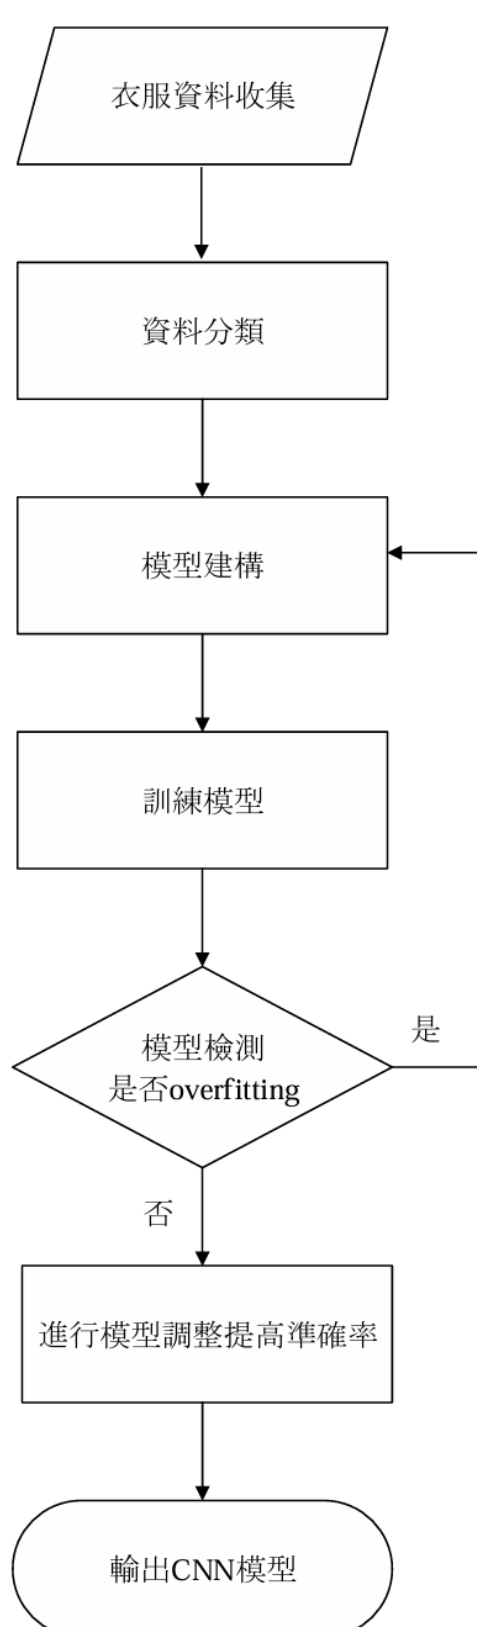 衣服資料收集
資料分類
模型建構
訓練模型
模型檢測
是否overfitting
是
否
進行模型調整提高準確率
輸出CNN模型